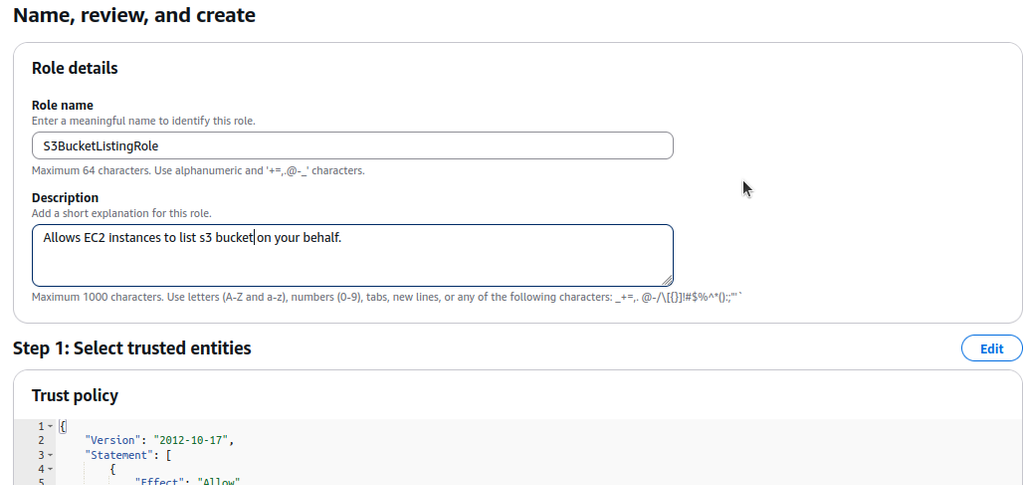 Name, review, and create
Role details
Role name
Enter a meaningful name to identify this role.
S3BucketListingRole
Maximum 64 characters. Use alphanumeric and '+=,.@-_' characters.
Description
Add a short explanation for this role.
Allows EC2 instances to list s3 bucket on your behalf.
Maximum 1000 characters. Use letters (A-Z and a-z), numbers (0-9), tabs, new lines, or any of the following characters: _+=,. @-/\[{}]!#$%^*();:"'`
Step 1: Select trusted entities
Edit
Trust policy
1 {
2 "Version": "2012-10-17",
3 "Statement": [
4 {
5 "Effect": "Allow"